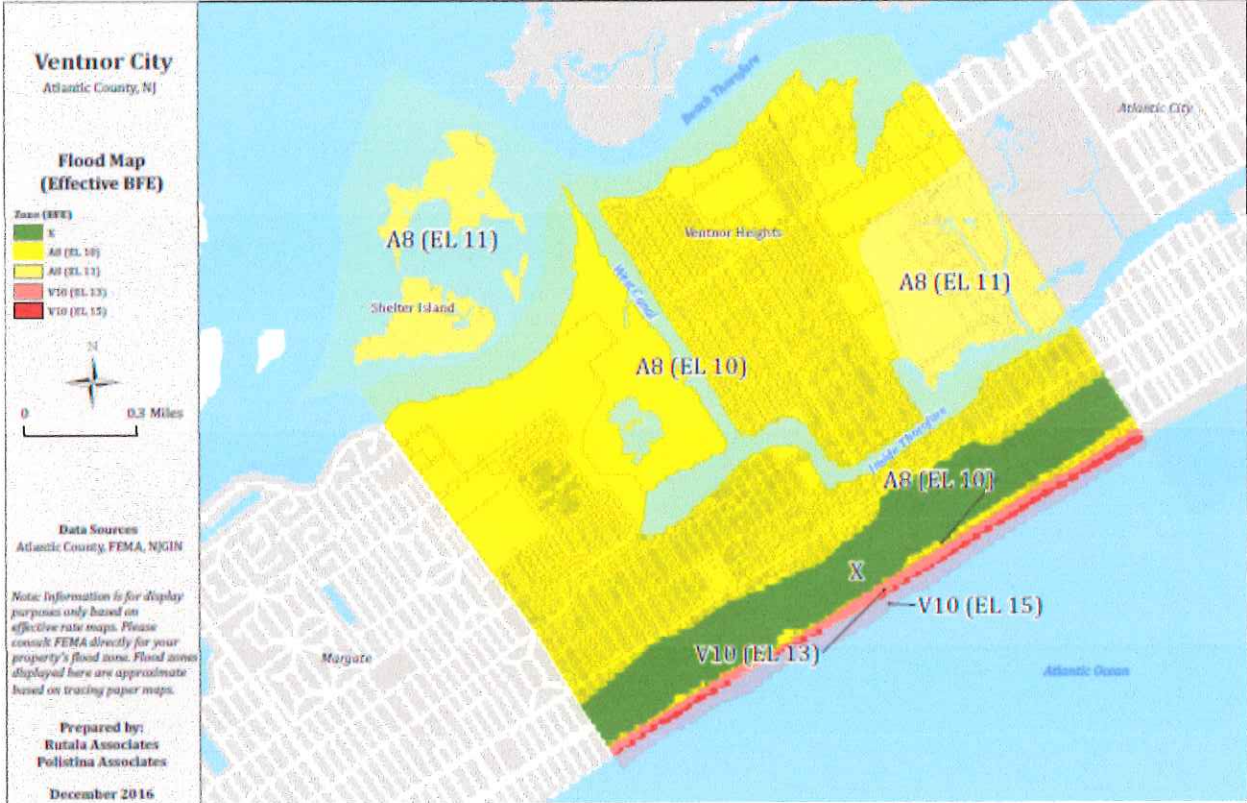 Ventnor City
Atlantic County, NJ
Flood Map
(Effective BFE)
Zone (BFE)
X
A8 (EL 10)
A8 (EL 11)
V10 (EL 13)
V10 (EL 15)
N
0
0.3 Miles
Data Sources
Atlantic County, FEMA, NJGIN
Note: Information is for display
purposes only based on
effective rate maps. Please
consult FEMA directly for your
property's flood zone. Flood zones
displayed here are approximate
based on tracing paper maps.
Prepared by:
Rutala Associates
Polistina Associates
December 2016
Beach Thorofare
Atlantic City
Ventnor Heights
A8 (EL 11)
West Canal
A8 (EL 11)
Shelter Island
A8 (EL 10)
Inside Thorofare
A8 (EL 10)
X
V10 (EL 15)
V10 (EL 13)
Margate
Atlantic Ocean